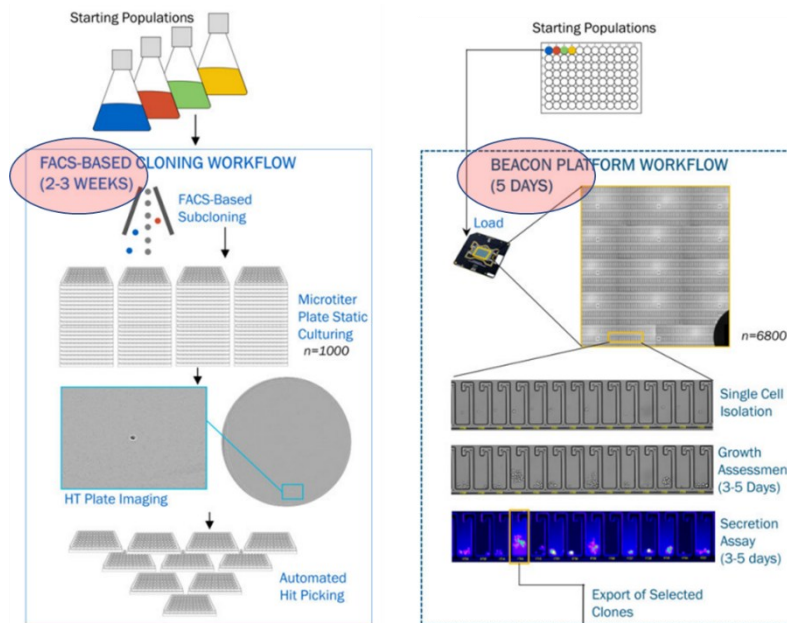 Starting Populations
FACS-BASED CLONING WORKFLOW
(2-3 WEEKS)
FACS-Based
Subcloning
Microtiter
Plate Static
Culturing
n=1000
HT Plate Imaging
Automated
Hit Picking
Starting Populations
BEACON PLATFORM WORKFLOW
(5 DAYS)
Load
n=6800
Single Cell
Isolation
Growth
Assessmen
(3-5 Days)
Secretion
Assay
(3-5 days)
Export of Selected
Clones